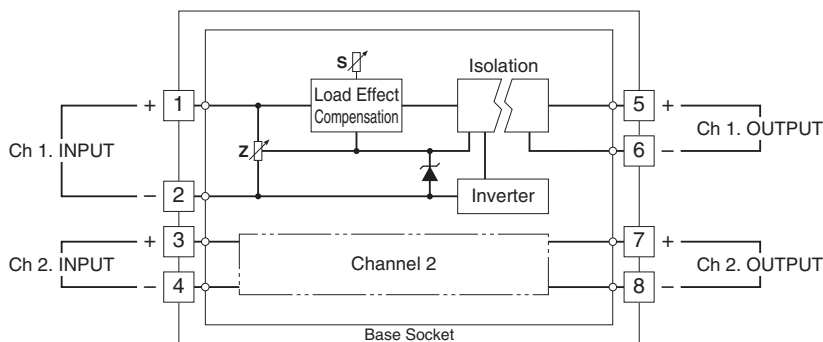 S
Isolation
Load Effect
Compensation
+ 1
5 +
Ch 1. INPUT
Z
Ch 1. OUTPUT
6 −
− 2
Inverter
+ 3
7 +
Ch 2. INPUT
Channel 2
Ch 2. OUTPUT
− 4
8 −
Base Socket